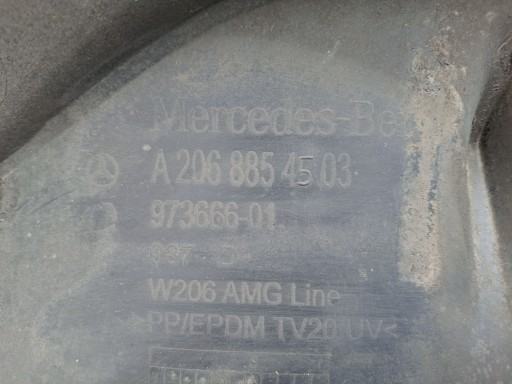 Mercedes-Be
A 206 885 45 03
973666-01
W206 AMG Line
>PP/EPDM TV20 UV<